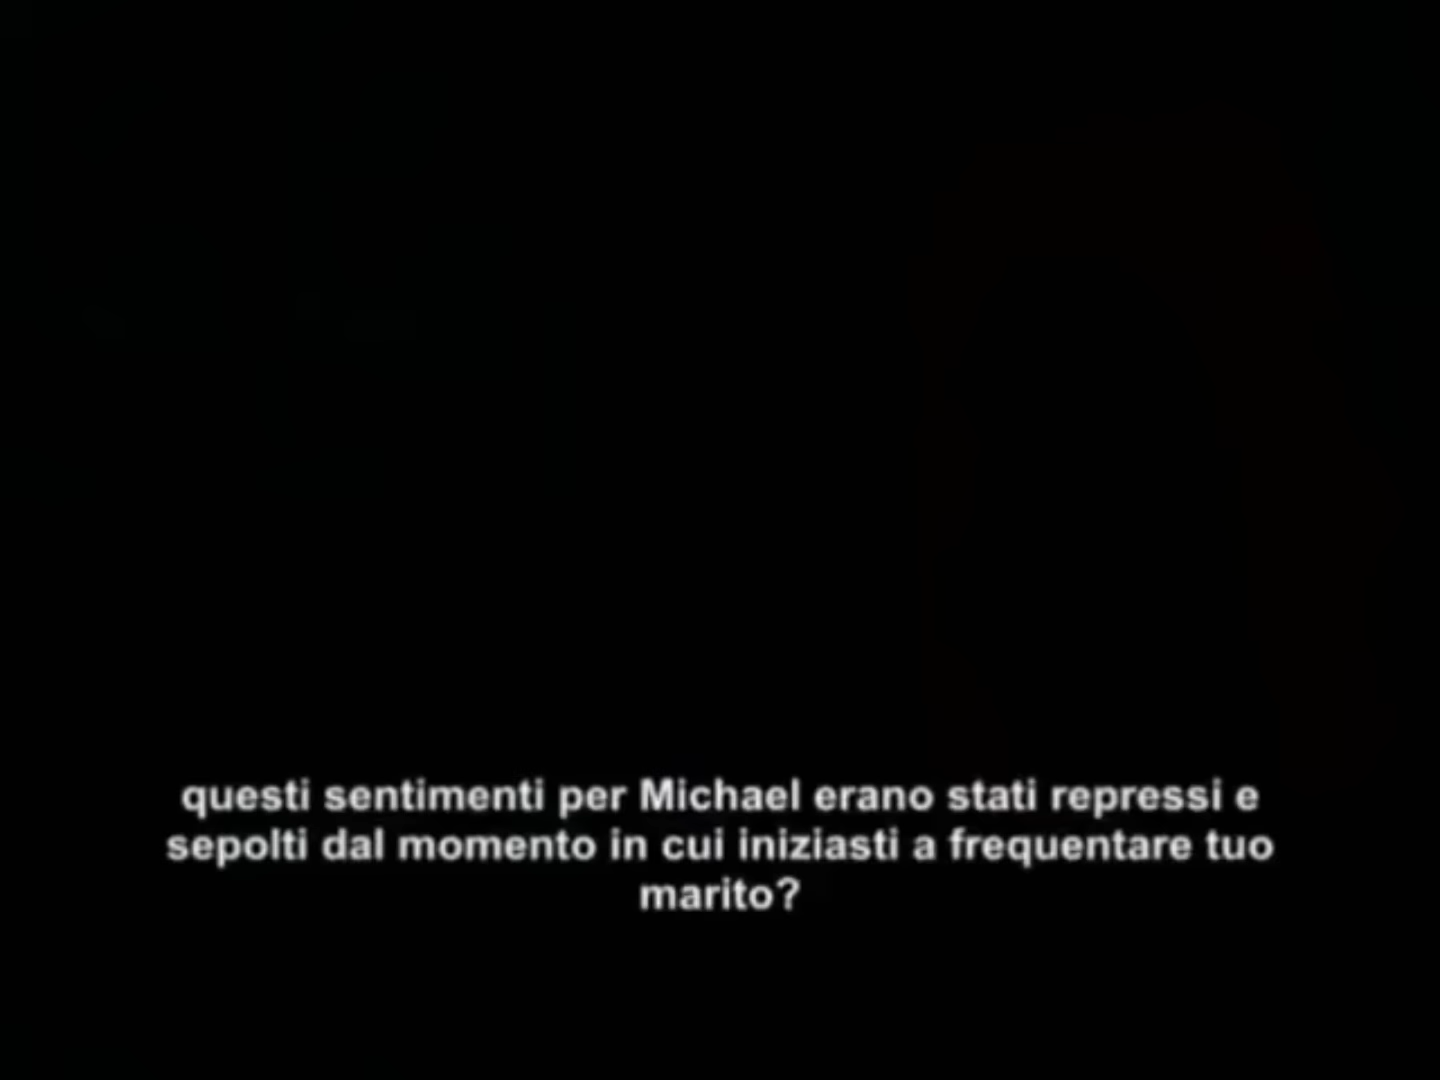 questi sentimenti per Michael erano stati repressi e
sepolti dal momento in cui iniziasti a frequentare tuo
marito?